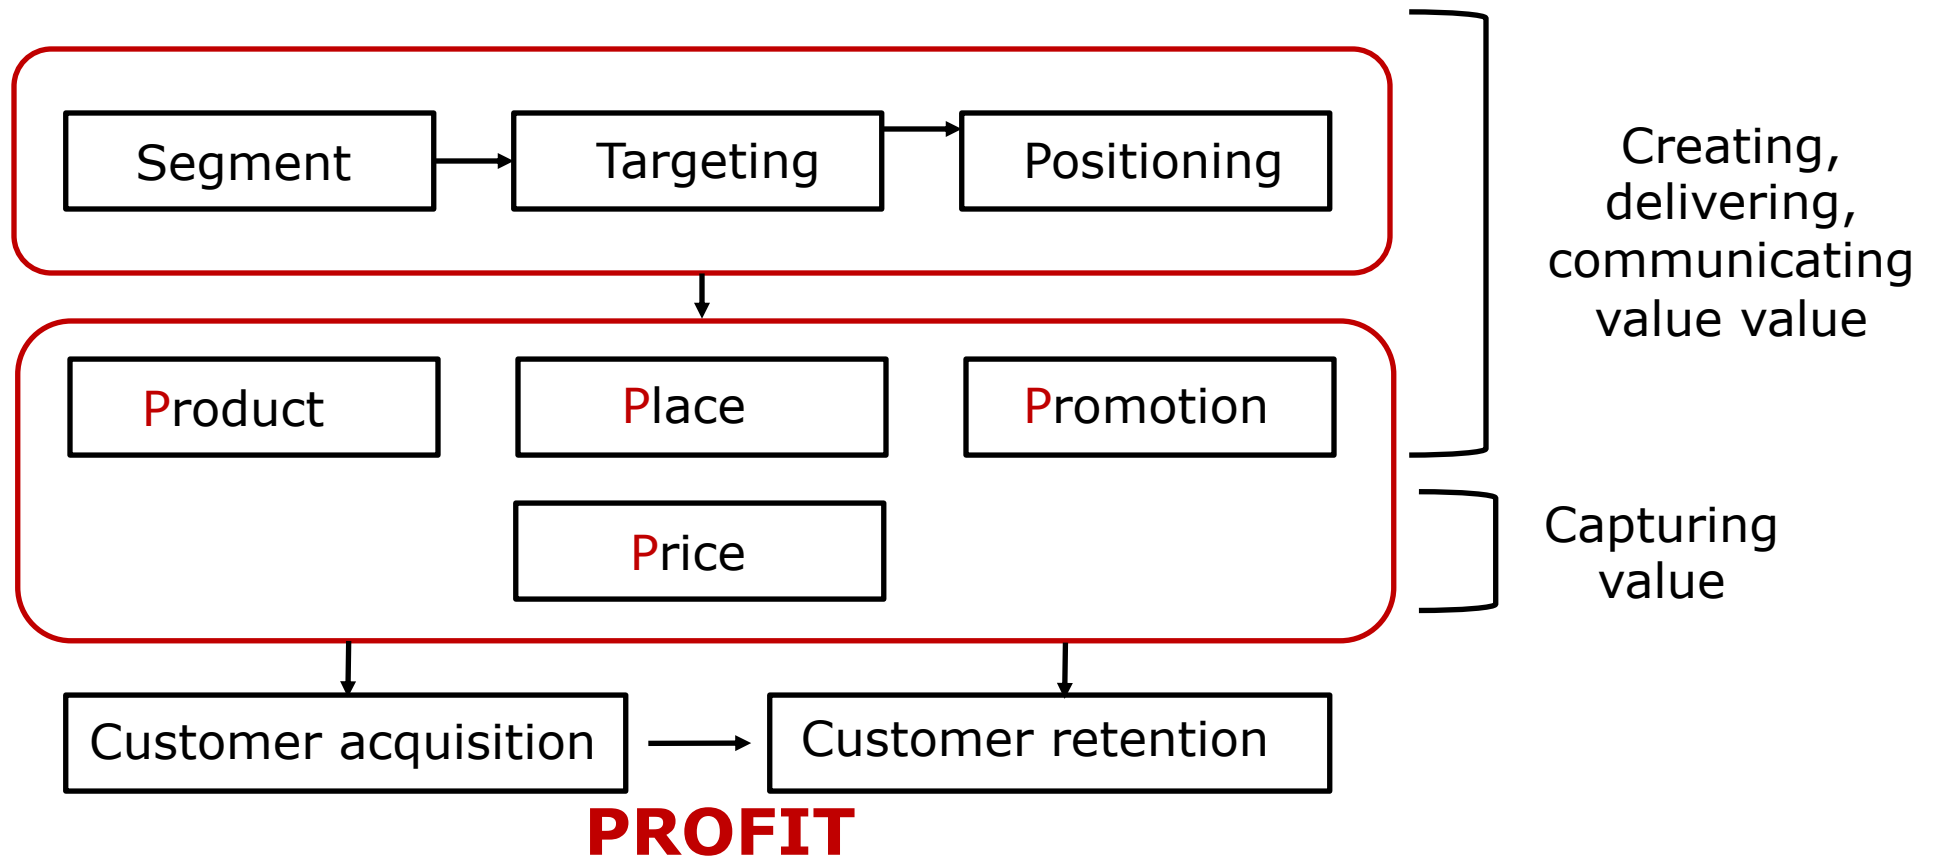 Segment
Targeting
Positioning
Creating,
delivering,
communicating
value value
Product
Place
Promotion
Price
Capturing
value
Customer acquisition
Customer retention
PROFIT